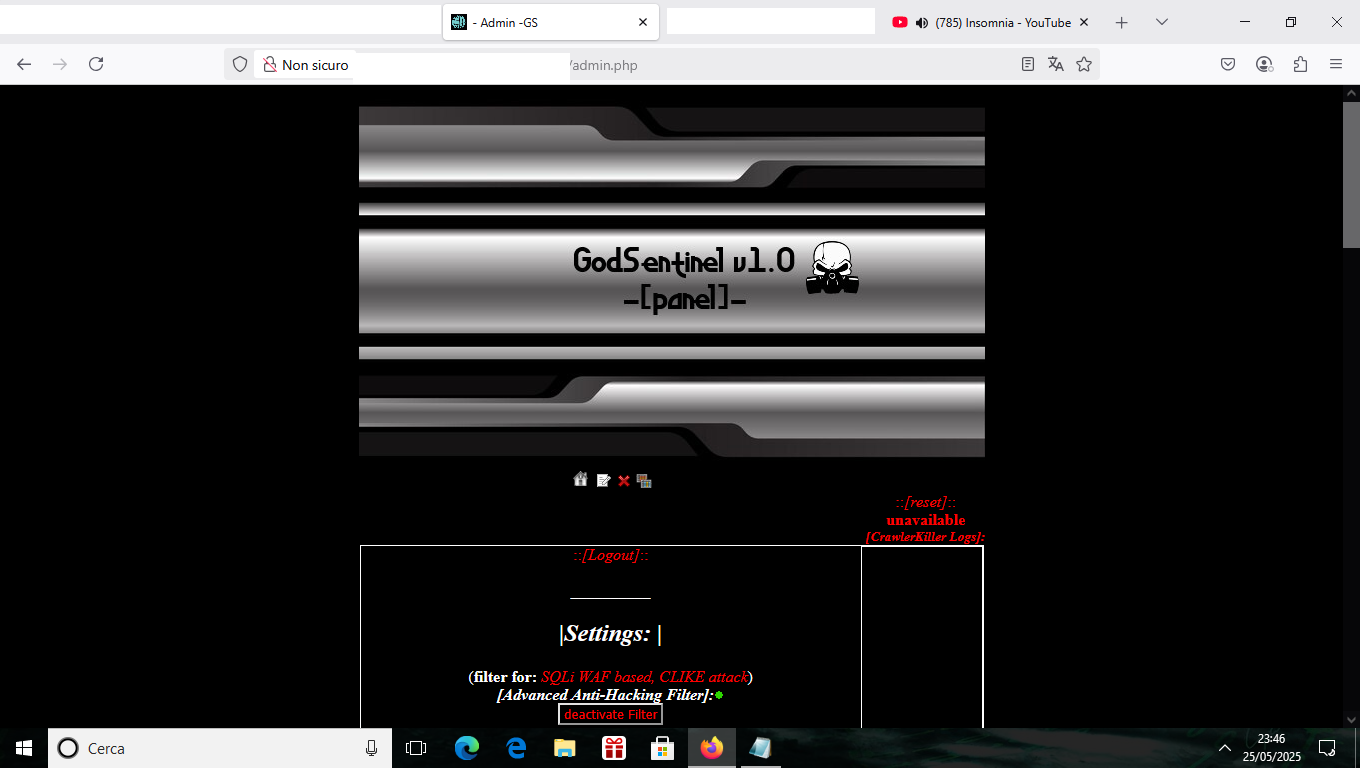 - Admin -GS
(785) Insomnia - YouTube
Non sicuro
/admin.php
GodSentinel v1.0
-[panel]-
::[reset]::
unavailable
[CrawlerKiller Logs]:
::[Logout]::
|Settings: |
(filter for: SQLi WAF based, CLIKE attack)
[Advanced Anti-Hacking Filter]:
deactivate Filter
Cerca
23:46
25/05/2025